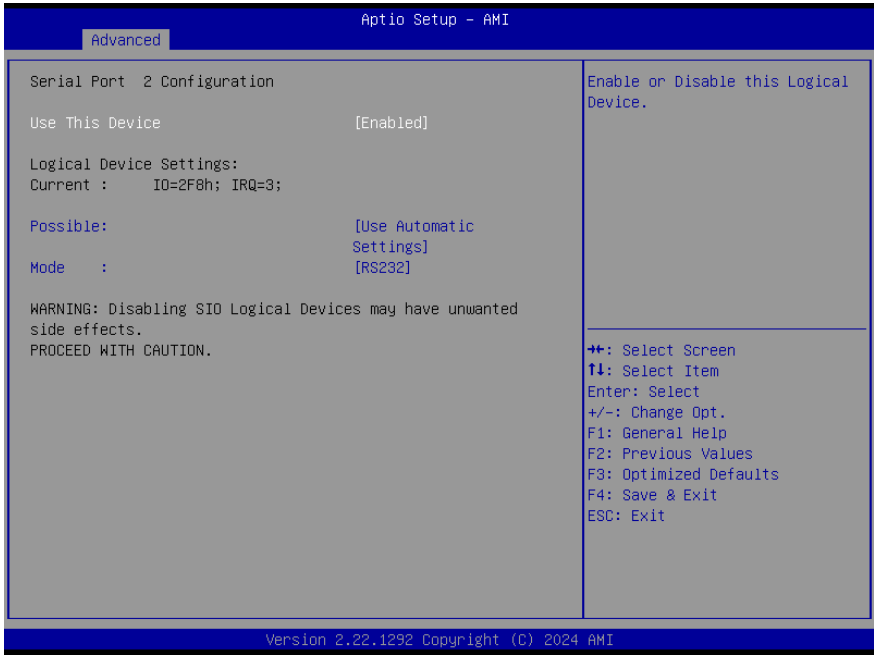 Aptio Setup – AMI
Advanced
Serial Port  2 Configuration
Use This Device [Enabled]
Logical Device Settings:
Current : IO=2F8h; IRQ=3;
Possible: [Use Automatic
Settings]
Mode : [RS232]
WARNING: Disabling SIO Logical Devices may have unwanted
side effects.
PROCEED WITH CAUTION.
Enable or Disable this Logical
Device.
→←: Select Screen
↑↓: Select Item
Enter: Select
+/-: Change Opt.
F1: General Help
F2: Previous Values
F3: Optimized Defaults
F4: Save & Exit
ESC: Exit
Version 2.22.1292 Copyright (C) 2024 AMI